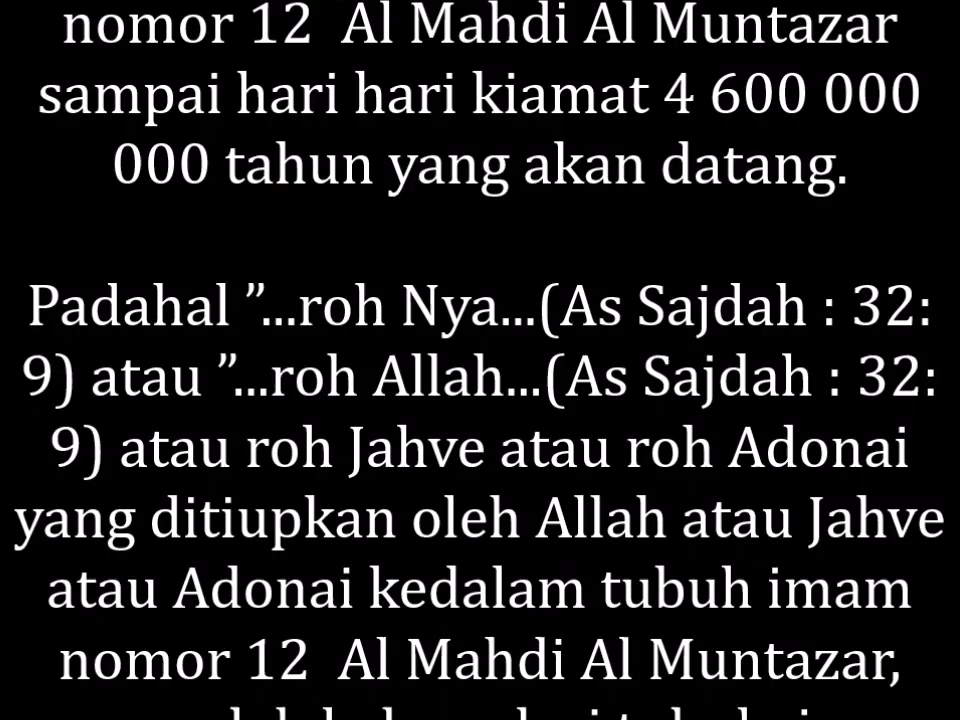 nomor 12  Al Mahdi Al Muntazar
sampai hari hari kiamat 4 600 000
000 tahun yang akan datang.
Padahal ”...roh Nya...(As Sajdah : 32:
9) atau ”...roh Allah...(As Sajdah : 32:
9) atau roh Jahve atau roh Adonai
yang ditiupkan oleh Allah atau Jahve
atau Adonai kedalam tubuh imam
nomor 12  Al Mahdi Al Muntazar,